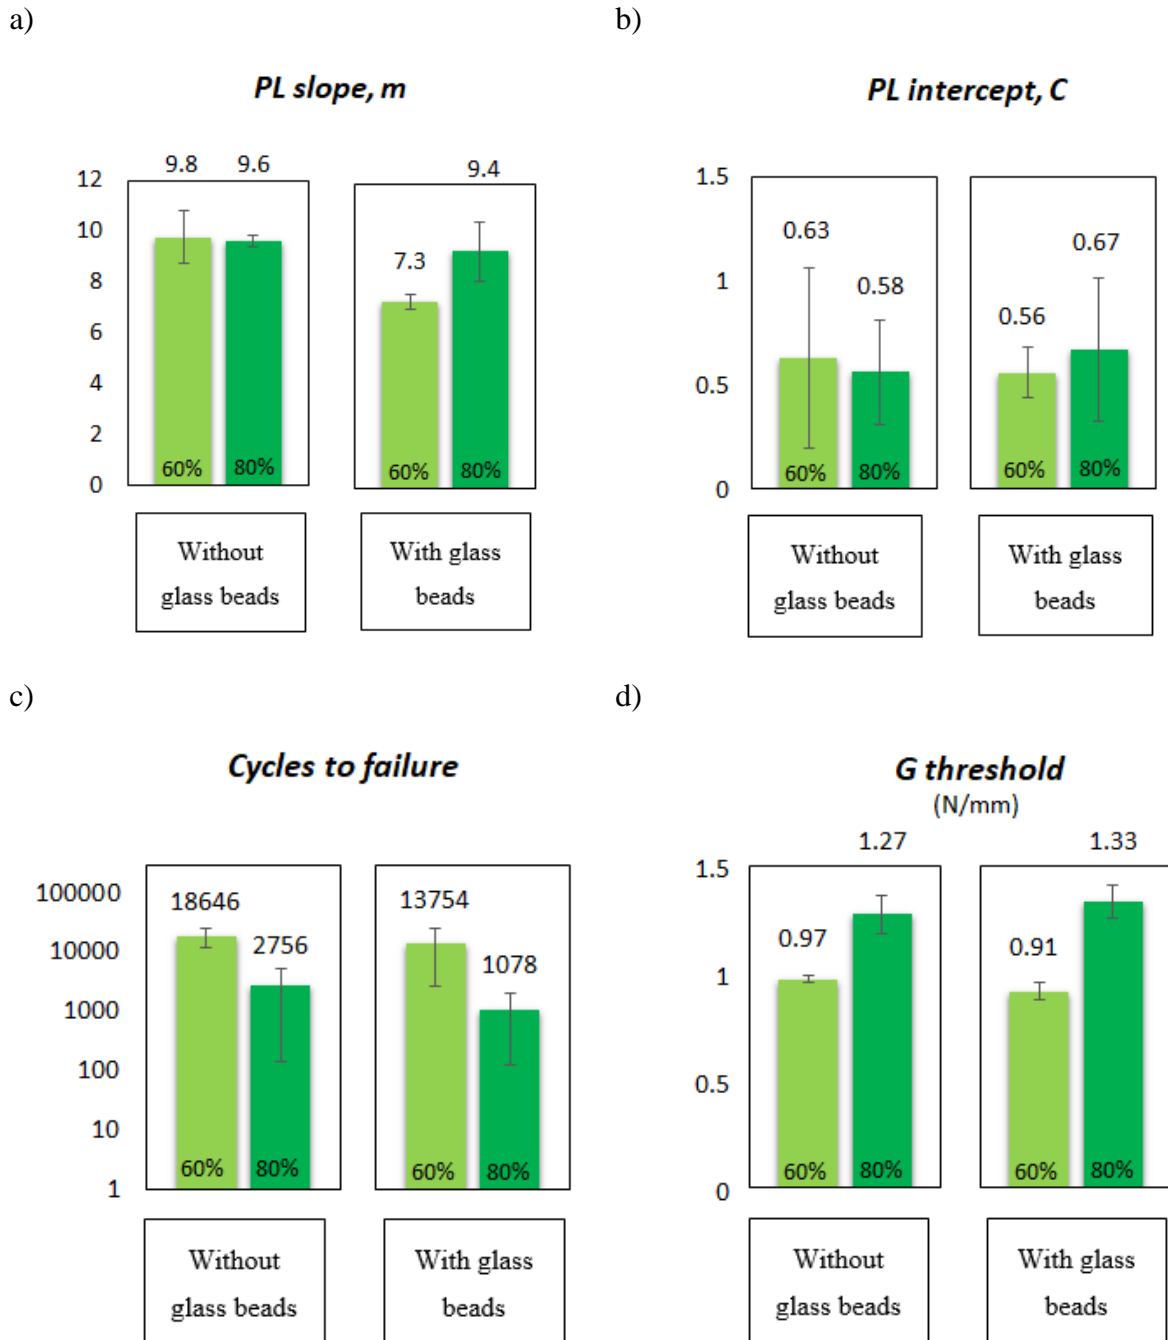 a)
PL slope, m
9.8 9.6
9.4
7.3
12
10
8
6
4
2
0
60% 80%
60% 80%
Without
glass beads
With glass
beads
b)
PL intercept, C
1.5
1
0.5
0
0.63
0.58
0.56
0.67
60% 80%
60% 80%
Without
glass beads
With glass
beads
c)
Cycles to failure
100000
10000
1000
100
10
1
18646
2756
13754
1078
60% 80%
60% 80%
Without
glass beads
With glass
beads
d)
G threshold
(N/mm)
1.27
1.33
1.5
1
0.5
0
0.97
0.91
60% 80%
60% 80%
Without
glass beads
With glass
beads